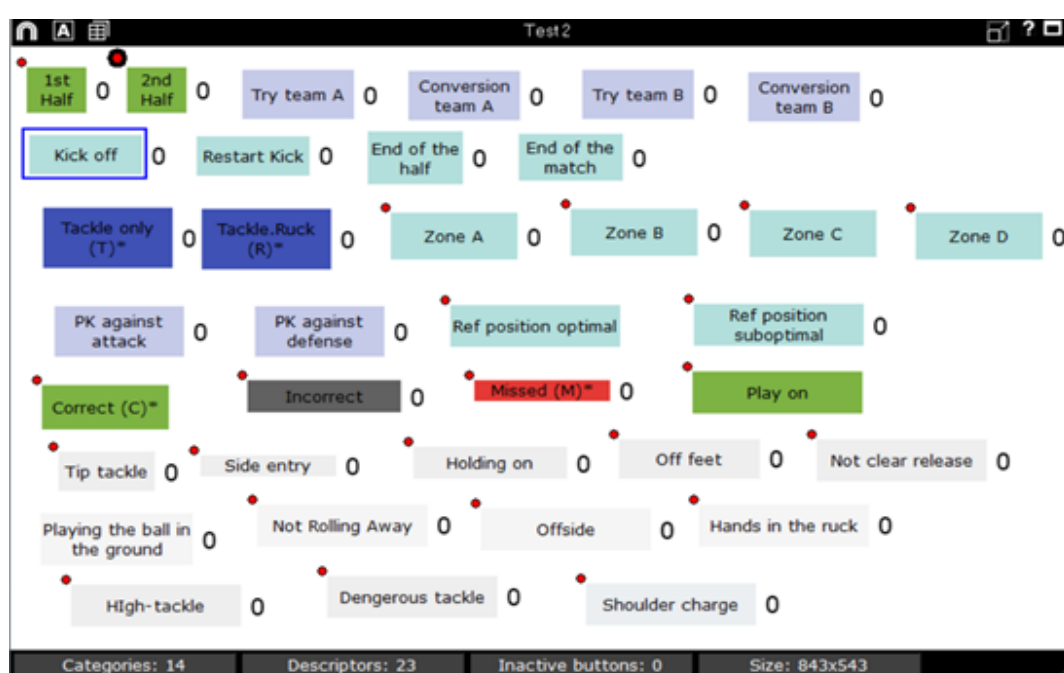 A Test2 ?
1st Half 0 2nd Half 0 Try team A 0 Conversion team A 0 Try team B 0 Conversion team B 0
Kick off 0 Restart Kick 0 End of the half 0 End of the match 0
Tackle only (T)* 0 Tackle.Ruck (R)* 0 Zone A 0 Zone B 0 Zone C Zone D 0
PK against attack 0 PK against defense 0 Ref position optimal Ref position suboptimal 0
Correct (C)* Incorrect 0 Missed (M)* 0 Play on
Tip tackle 0 Side entry 0 Holding on 0 Off feet 0 Not clear release 0
Playing the ball in the ground 0 Not Rolling Away 0 Offside 0 Hands in the ruck 0
HIgh-tackle 0 Dengerous tackle 0 Shoulder charge 0
Categories: 14 Descriptors: 23 Inactive buttons: 0 Size: 843x543